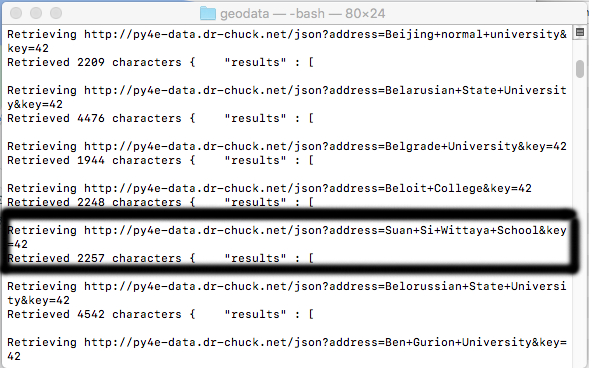 geodata — -bash — 80×24
Retrieving http://py4e-data.dr-chuck.net/json?address=Beijing+normal+university&
key=42
Retrieved 2209 characters {    "results" : [
Retrieving http://py4e-data.dr-chuck.net/json?address=Belarusian+State+Universit
y&key=42
Retrieved 4476 characters {    "results" : [
Retrieving http://py4e-data.dr-chuck.net/json?address=Belgrade+University&key=42
Retrieved 1944 characters {    "results" : [
Retrieving http://py4e-data.dr-chuck.net/json?address=Beloit+College&key=42
Retrieved 2248 characters {    "results" : [
Retrieving http://py4e-data.dr-chuck.net/json?address=Suan+Si+Wittaya+School&key
=42
Retrieved 2257 characters {    "results" : [
Retrieving http://py4e-data.dr-chuck.net/json?address=Belorussian+State+Universi
ty&key=42
Retrieved 4542 characters {    "results" : [
Retrieving http://py4e-data.dr-chuck.net/json?address=Ben+Gurion+University&key=
42